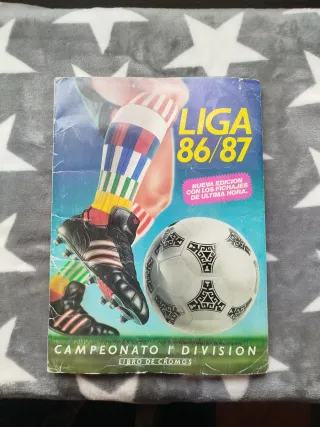 LIGA
86/87
NUEVA EDICION
CON LOS FICHAJES
DE ULTIMA HORA.
CAMPEONATO 1ª DIVISION
LIBRO DE CROMOS